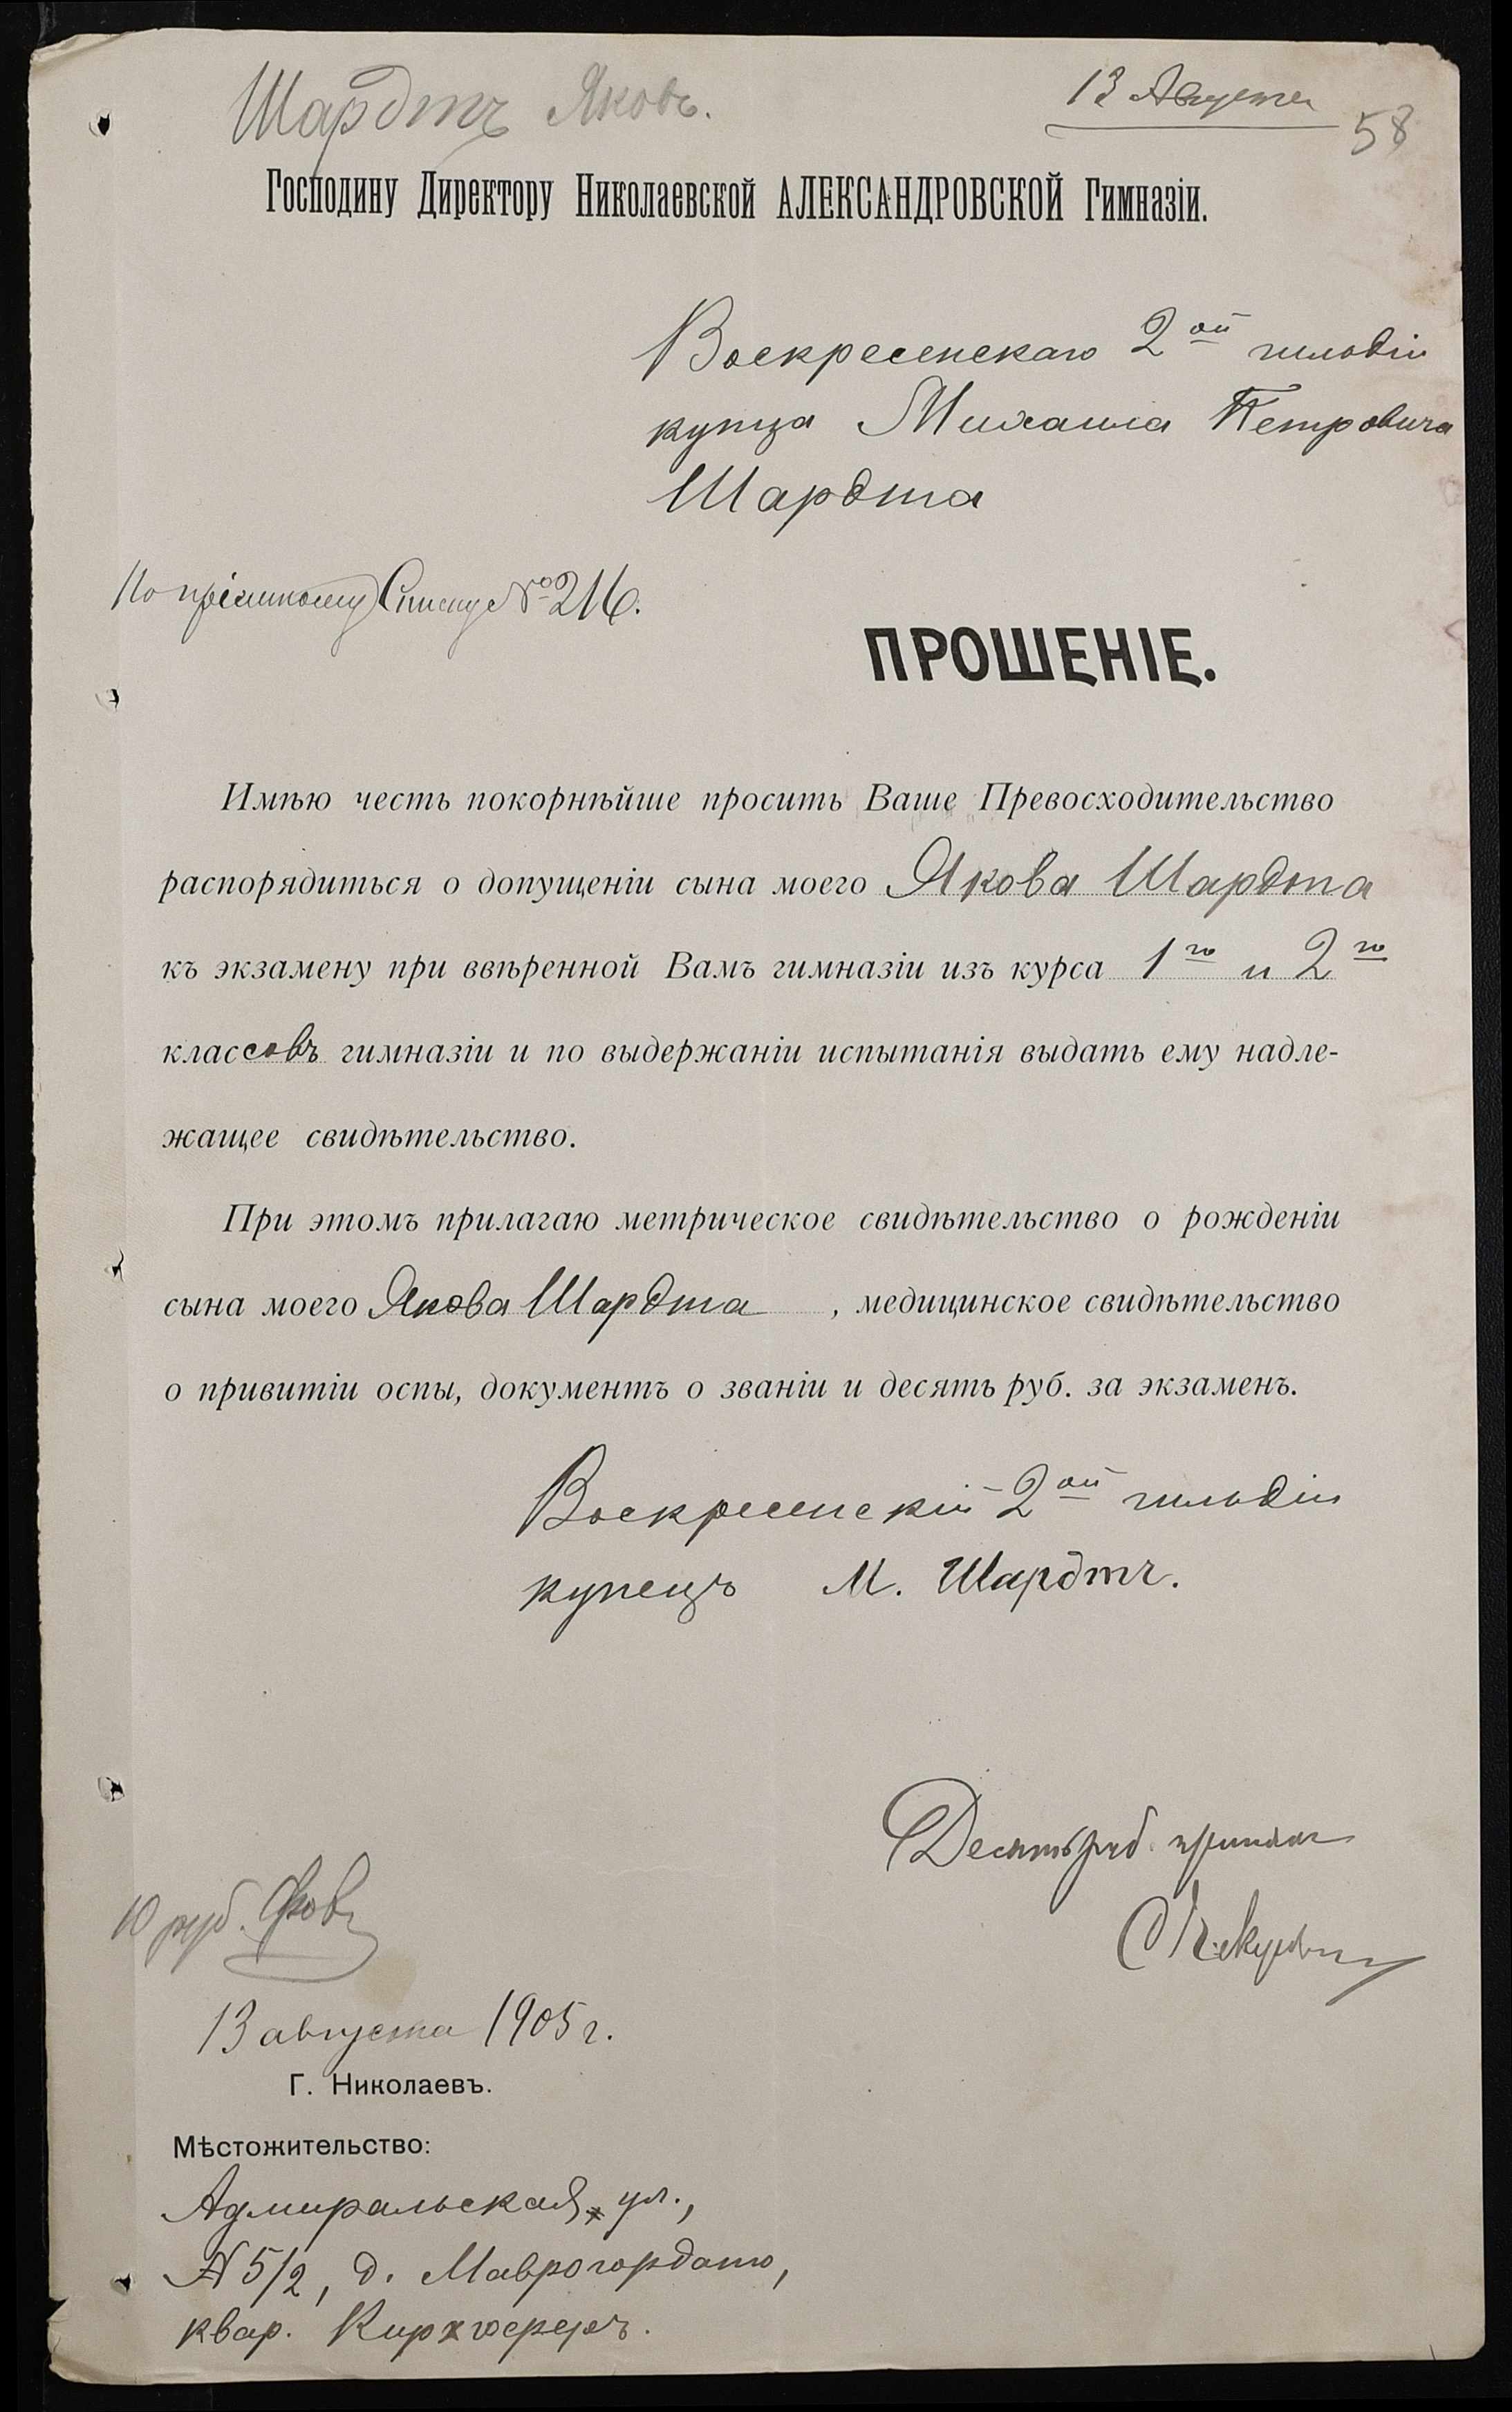 Шардтъ Яковъ.
13 Августа
58
Господину Директору Николаевской АЛЕКСАНДРОВСКОЙ Гимназіи.
Воскресенскаго 2ой гильдіи
купца Михаила Петровича
Шардта
По пріемному Списку № 216.
ПРОШЕНІЕ.
Имѣю честь покорнѣйше просить Ваше Превосходительство
распорядиться о допущеніи сына моего Якова Шардта
къ экзамену при ввѣренной Вамъ гимназіи изъ курса 1го и 2го
классовъ гимназіи и по выдержаніи испытанія выдать ему надле-
жащее свидѣтельство.
При этомъ прилагаю метрическое свидѣтельство о рожденіи
сына моего Якова Шардта , медицинское свидѣтельство
о привитіи оспы, документъ о званіи и десять руб. за экзаменъ.
Воскресенскій 2ой гильдіи
купецъ М. Шардтъ.
Десять руб. принялъ
10 руб.
13 августа 1905 г.
Г. Николаевъ.
Мѣстожительство:
Адмиральская ул.,
№ 5/2, д. Маврогордато,
квар. Кирхгеферъ.